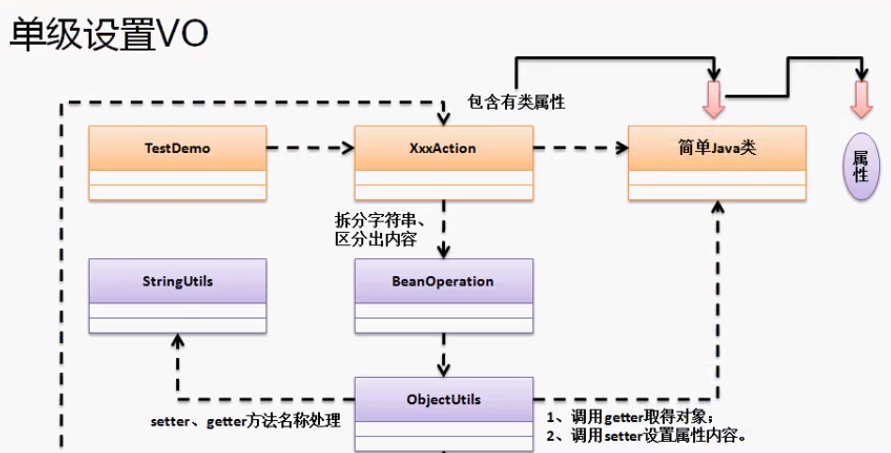 单级设置VO
包含有类属性
TestDemo
XxxAction
简单Java类
属
性
拆分字符串、
区分出内容
StringUtils
BeanOperation
ObjectUtils
setter、getter方法名称处理
1、调用getter取得对象；
2、调用setter设置属性内容。